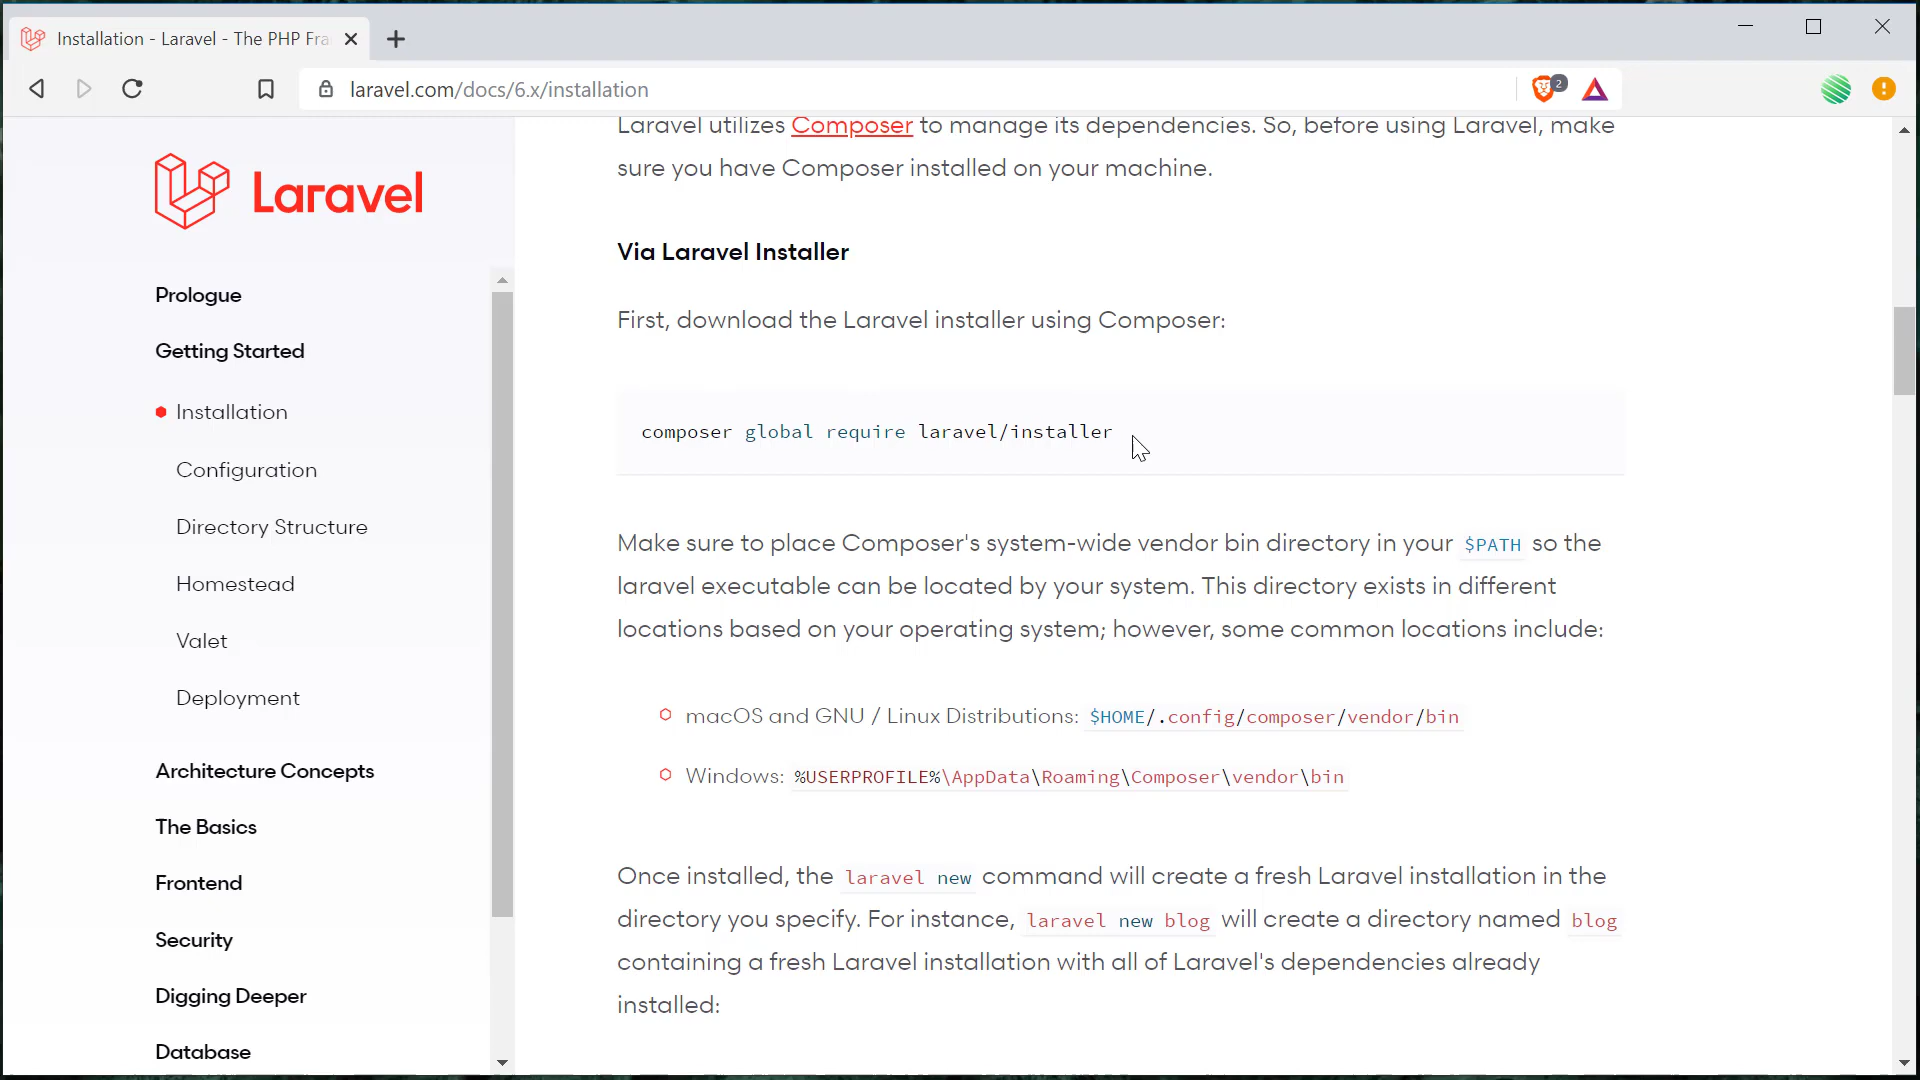 Installation - Laravel - The PHP Fra
laravel.com/docs/6.x/installation
2
Laravel
Prologue
Getting Started
Installation
Configuration
Directory Structure
Homestead
Valet
Deployment
Architecture Concepts
The Basics
Frontend
Security
Digging Deeper
Database
Laravel utilizes Composer to manage its dependencies. So, before using Laravel, make
sure you have Composer installed on your machine.
Via Laravel Installer
First, download the Laravel installer using Composer:
composer global require laravel/installer
Make sure to place Composer's system-wide vendor bin directory in your $PATH so the
laravel executable can be located by your system. This directory exists in different
locations based on your operating system; however, some common locations include:
macOS and GNU / Linux Distributions: $HOME/.config/composer/vendor/bin
Windows: %USERPROFILE%\AppData\Roaming\Composer\vendor\bin
Once installed, the laravel new command will create a fresh Laravel installation in the
directory you specify. For instance, laravel new blog will create a directory named blog
containing a fresh Laravel installation with all of Laravel's dependencies already
installed: